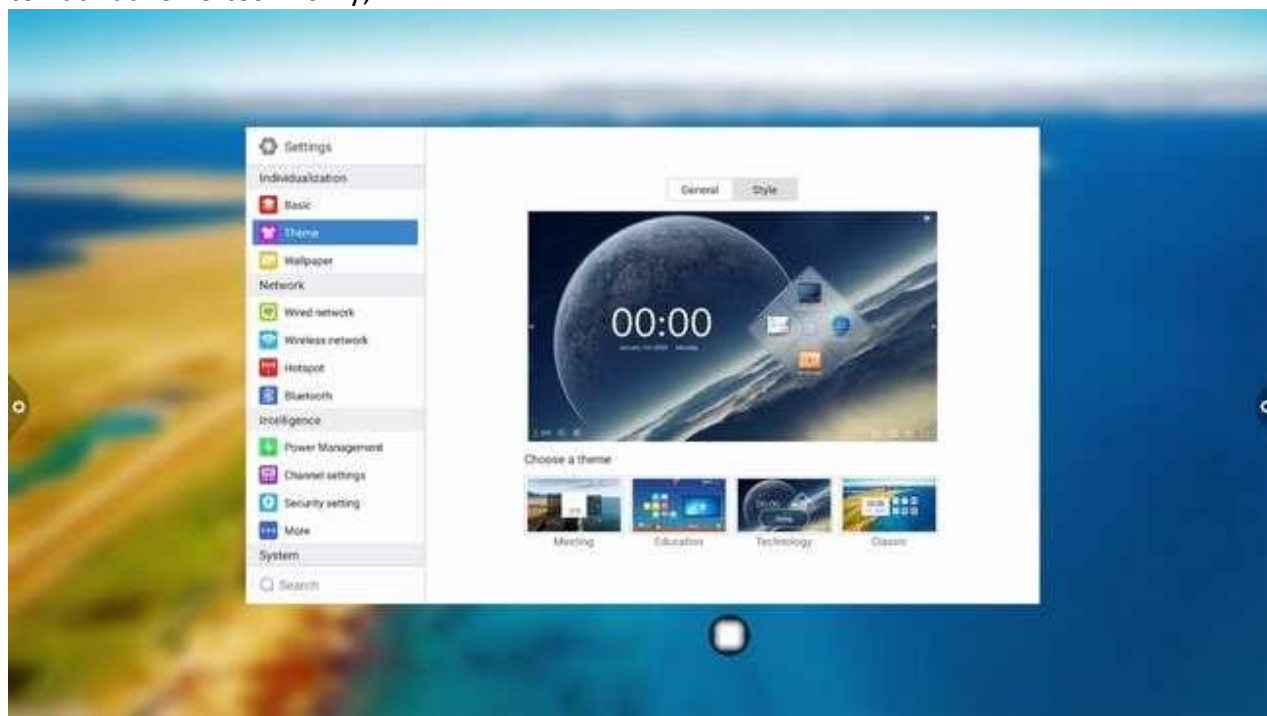 Settings
Individualization
Basic
Theme
Wallpaper
Network
Wired network
Wireless network
Hotspot
Bluetooth
Intelligence
Power Management
Channel settings
Security setting
More
System
Search
General Style
00:00
Monday
Choose a theme
Meeting Education Technology Classic